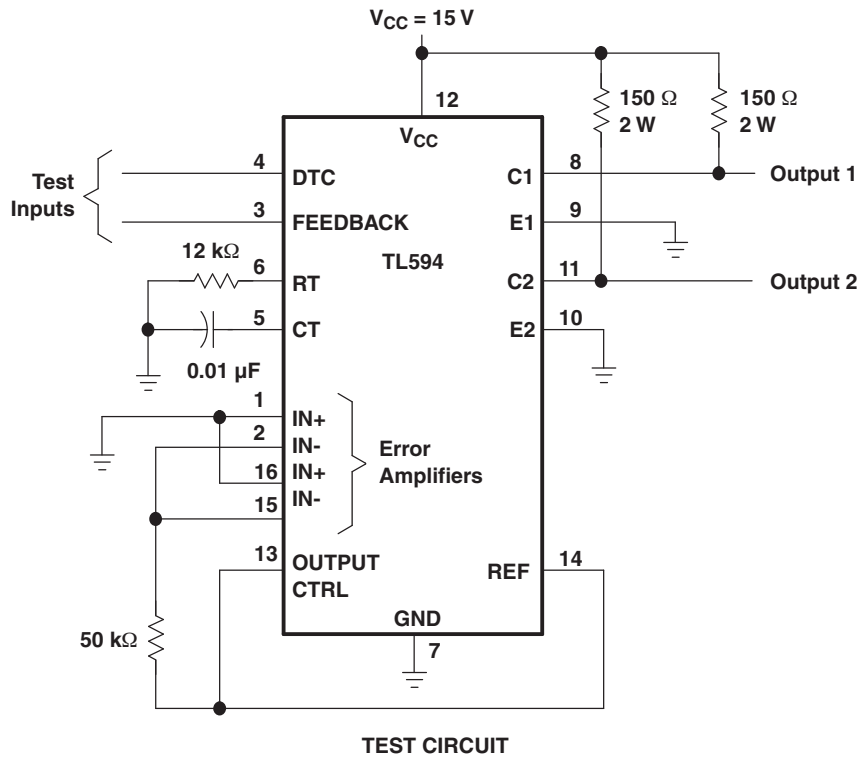 V_CC = 15 V
12
150 Ω
2 W
150 Ω
2 W
V_CC
Test
Inputs
4
DTC
C1
8
Output 1
3
FEEDBACK
E1
9
12 kΩ
TL594
6
RT
C2
11
Output 2
5
CT
E2
10
0.01 µF
1
IN+
2
IN-
Error
Amplifiers
16
IN+
IN-
15
13
OUTPUT
CTRL
REF
14
GND
50 kΩ
7
TEST CIRCUIT